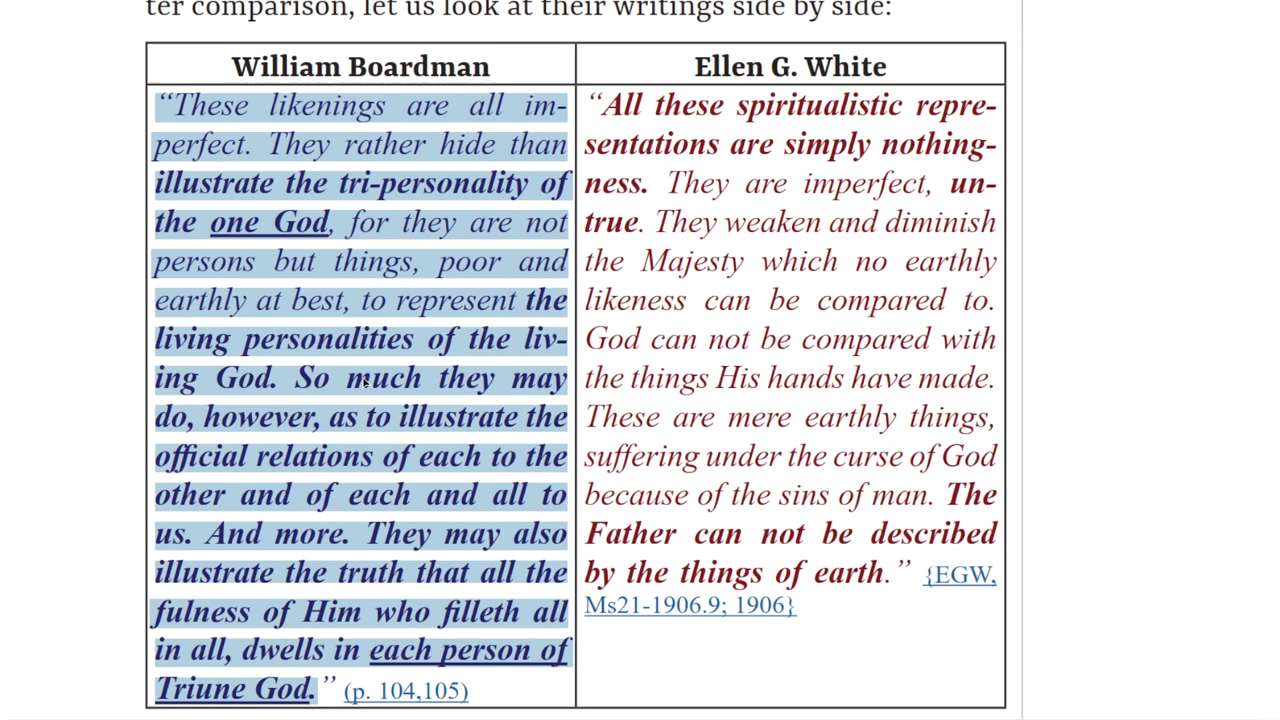 ter comparison, let us look at their writings side by side:
William Boardman
“These likenings are all im-
perfect. They rather hide than
illustrate the tri-personality of
the one God, for they are not
persons but things, poor and
earthly at best, to represent the
living personalities of the liv-
ing God. So much they may
do, however, as to illustrate the
official relations of each to the
other and of each and all to
us. And more. They may also
illustrate the truth that all the
fulness of Him who filleth all
in all, dwells in each person of
Triune God.” (p. 104,105)
Ellen G. White
“All these spiritualistic repre-
sentations are simply nothing-
ness. They are imperfect, un-
true. They weaken and diminish
the Majesty which no earthly
likeness can be compared to.
God can not be compared with
the things His hands have made.
These are mere earthly things,
suffering under the curse of God
because of the sins of man. The
Father can not be described
by the things of earth.” {EGW,
Ms21-1906.9; 1906}